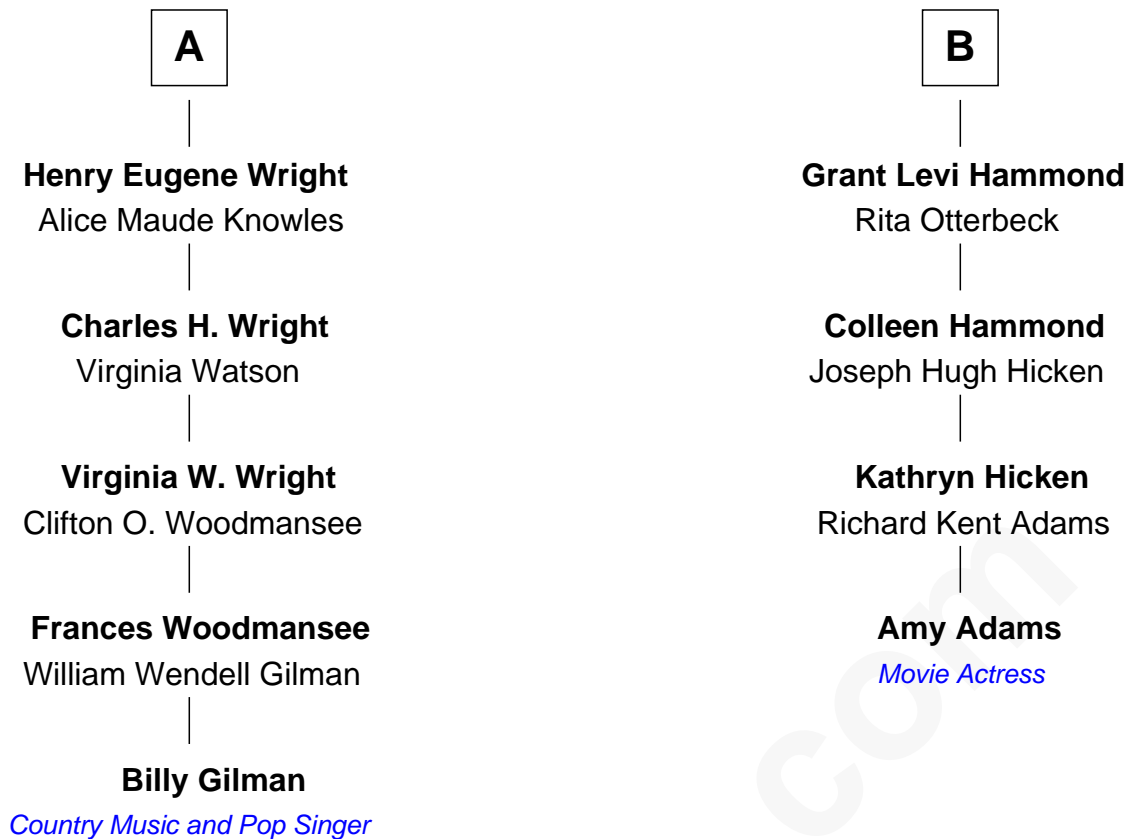 A
Henry Eugene Wright
Alice Maude Knowles
Charles H. Wright
Virginia Watson
Virginia W. Wright
Clifton O. Woodmansee
Frances Woodmansee
William Wendell Gilman
Billy Gilman
Country Music and Pop Singer
B
Grant Levi Hammond
Rita Otterbeck
Colleen Hammond
Joseph Hugh Hicken
Kathryn Hicken
Richard Kent Adams
Amy Adams
Movie Actress
com